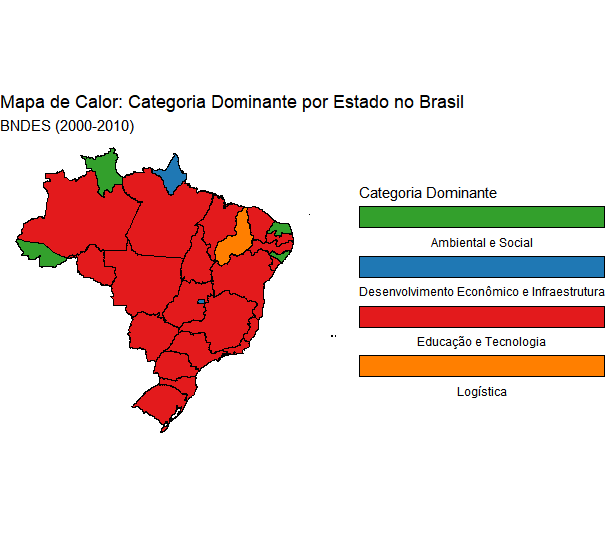 Mapa de Calor: Categoria Dominante por Estado no Brasil
BNDES (2000-2010)
Categoria Dominante
Ambiental e Social
Desenvolvimento Econômico e Infraestrutura
Educação e Tecnologia
Logística